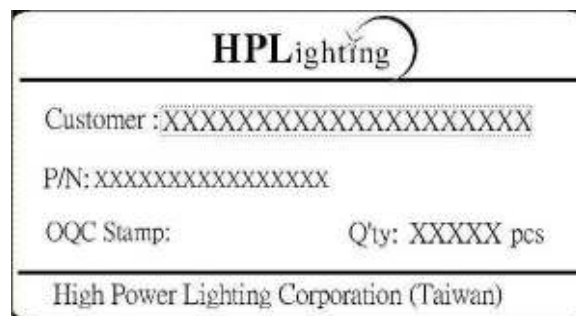 HPLighting
Customer :XXXXXXXXXXXXXXXXXXXX
P/N: XXXXXXXXXXXXXXXX
OQC Stamp: Q'ty: XXXXX pcs
High Power Lighting Corporation (Taiwan)